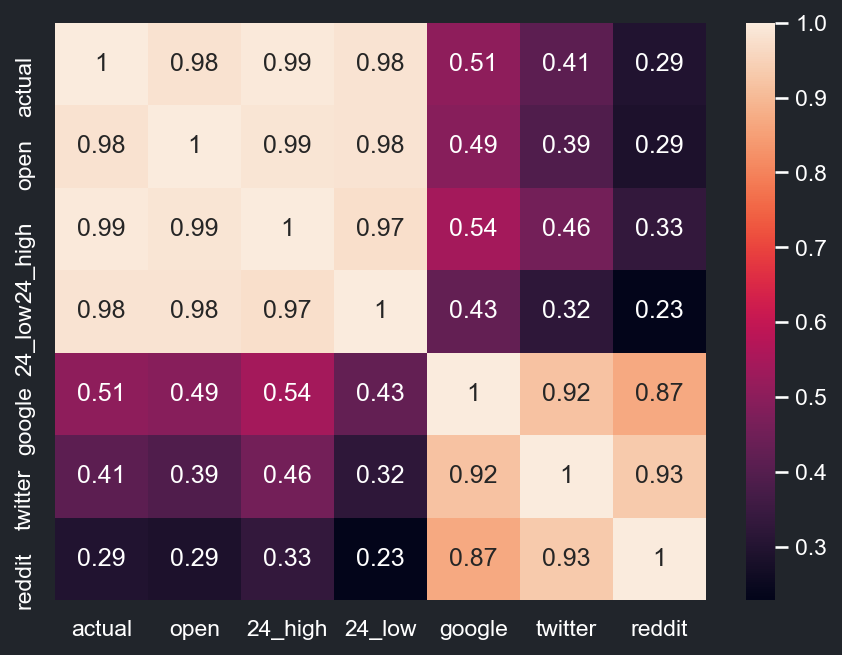 actual 1 0.98 0.99 0.98 0.51 0.41 0.29
open 0.98 1 0.99 0.98 0.49 0.39 0.29
24_high 0.99 0.99 1 0.97 0.54 0.46 0.33
24_low 0.98 0.98 0.97 1 0.43 0.32 0.23
google 0.51 0.49 0.54 0.43 1 0.92 0.87
twitter 0.41 0.39 0.46 0.32 0.92 1 0.93
reddit 0.29 0.29 0.33 0.23 0.87 0.93 1
actual open 24_high 24_low google twitter reddit
1.0
0.9
0.8
0.7
0.6
0.5
0.4
0.3